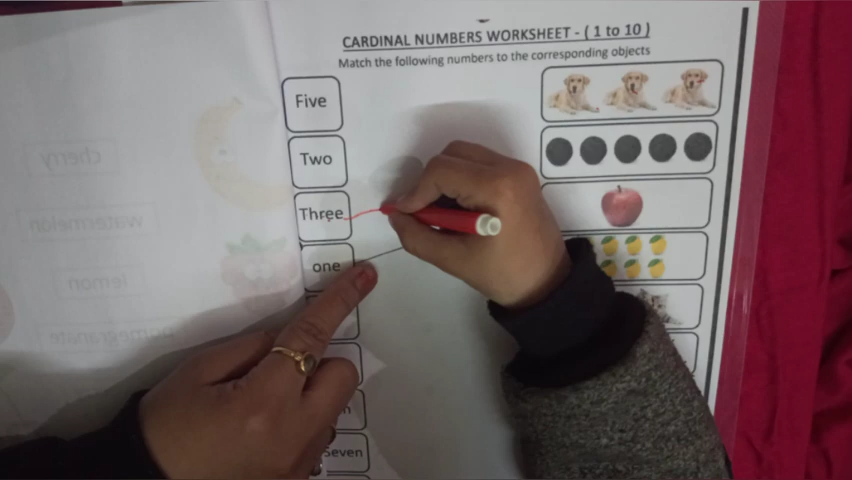 CARDINAL NUMBERS WORKSHEET - ( 1 to 10 )
Match the following numbers to the corresponding objects
Five
Two
Three
one
Seven
cherry
watermelon
lemon
pomegranate